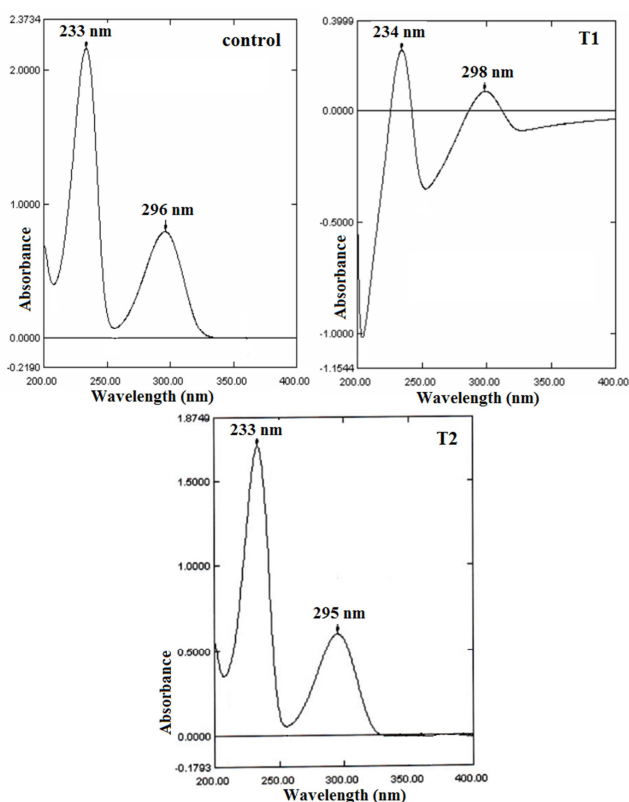 2.3734
233 nm
control
2.0000
296 nm
1.0000
0.0000
-0.2190
200.00 250.00 300.00 350.00 400.00
Absorbance
Wavelength (nm)
0.3999
234 nm
T1
298 nm
0.0000
-0.5000
-1.0000
-1.1544
200.00 250.00 300.00 350.00 400.00
Absorbance
Wavelength (nm)
1.8740
233 nm
T2
1.5000
295 nm
1.0000
0.5000
0.0000
-0.1793
200.00 250.00 300.00 350.00 400.00
Absorbance
Wavelength (nm)